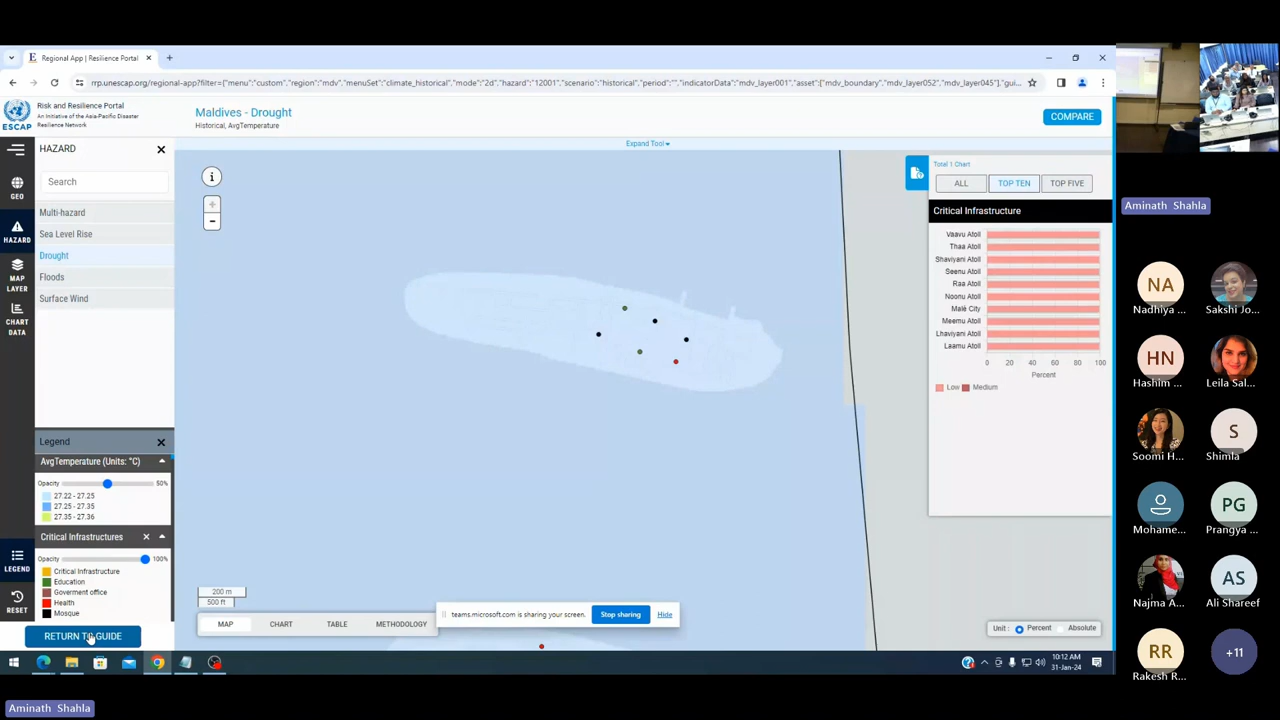 Regional App | Resilience Portal
rrp.unescap.org/regional-app?filter={"menu":"custom","region":"mdv","menuSet":"climate_historical","mode":"2d","hazard":"12001","scenario":"historical","period":"","indicatorData":"mdv_layer001","asset":["mdv_boundary","mdv_layer052","mdv_layer045"],"gui...
ESCAP
Risk and Resilience Portal
An Initiative of the Asia-Pacific Disaster
Resilience Network
Maldives - Drought
Historical, AvgTemperature
COMPARE
Expand Tool
GEO
HAZARD
MAP
LAYER
CHART
DATA
LEGEND
RESET
HAZARD
Search
Multi-hazard
Sea Level Rise
Drought
Floods
Surface Wind
Legend
AvgTemperature (Units: °C)
Opacity 50%
27.22 - 27.25
27.25 - 27.35
27.35 - 27.36
Critical Infrastructures
Opacity 100%
Critical Infrastructure
Education
Goverment office
Health
Mosque
RETURN TO GUIDE
200 m
500 ft
MAP
CHART
TABLE
METHODOLOGY
teams.microsoft.com is sharing your screen.
Stop sharing
Hide
Total 1 Chart
ALL
TOP TEN
TOP FIVE
Critical Infrastructure
Vaavu Atoll
Thaa Atoll
Shaviyani Atoll
Seenu Atoll
Raa Atoll
Noonu Atoll
Malé City
Meemu Atoll
Lhaviyani Atoll
Laamu Atoll
0 20 40 60 80 100
Percent
Low Medium
Unit : Percent Absolute
10:12 AM
31-Jan-24
Aminath Shahla
NA
Nadhiya ...
Sakshi Jo...
HN
Hashim ...
Leila Sal...
Soomi H...
S
Shimla
Mohame...
PG
Prangya ...
Najma A...
AS
Ali Shareef
RR
Rakesh R...
+11
Aminath Shahla